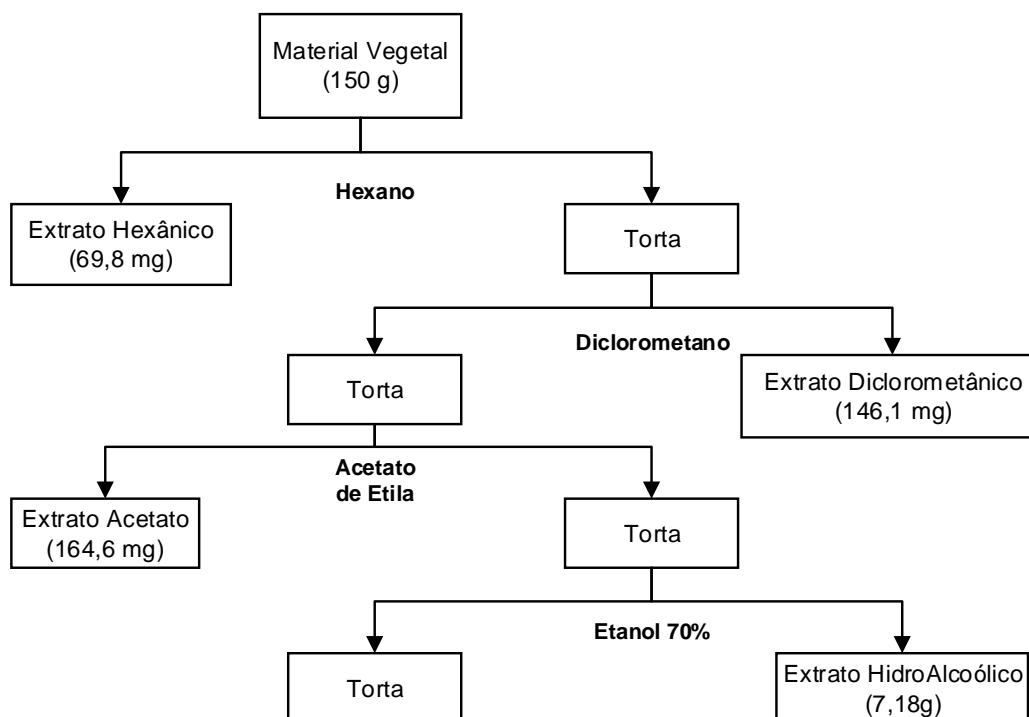 Material Vegetal
(150 g)
Hexano
Extrato Hexânico
(69,8 mg)
Torta
Diclorometano
Torta
Extrato Diclorometânico
(146,1 mg)
Acetato
de Etila
Extrato Acetato
(164,6 mg)
Torta
Etanol 70%
Torta
Extrato HidroAlcoólico
(7,18g)